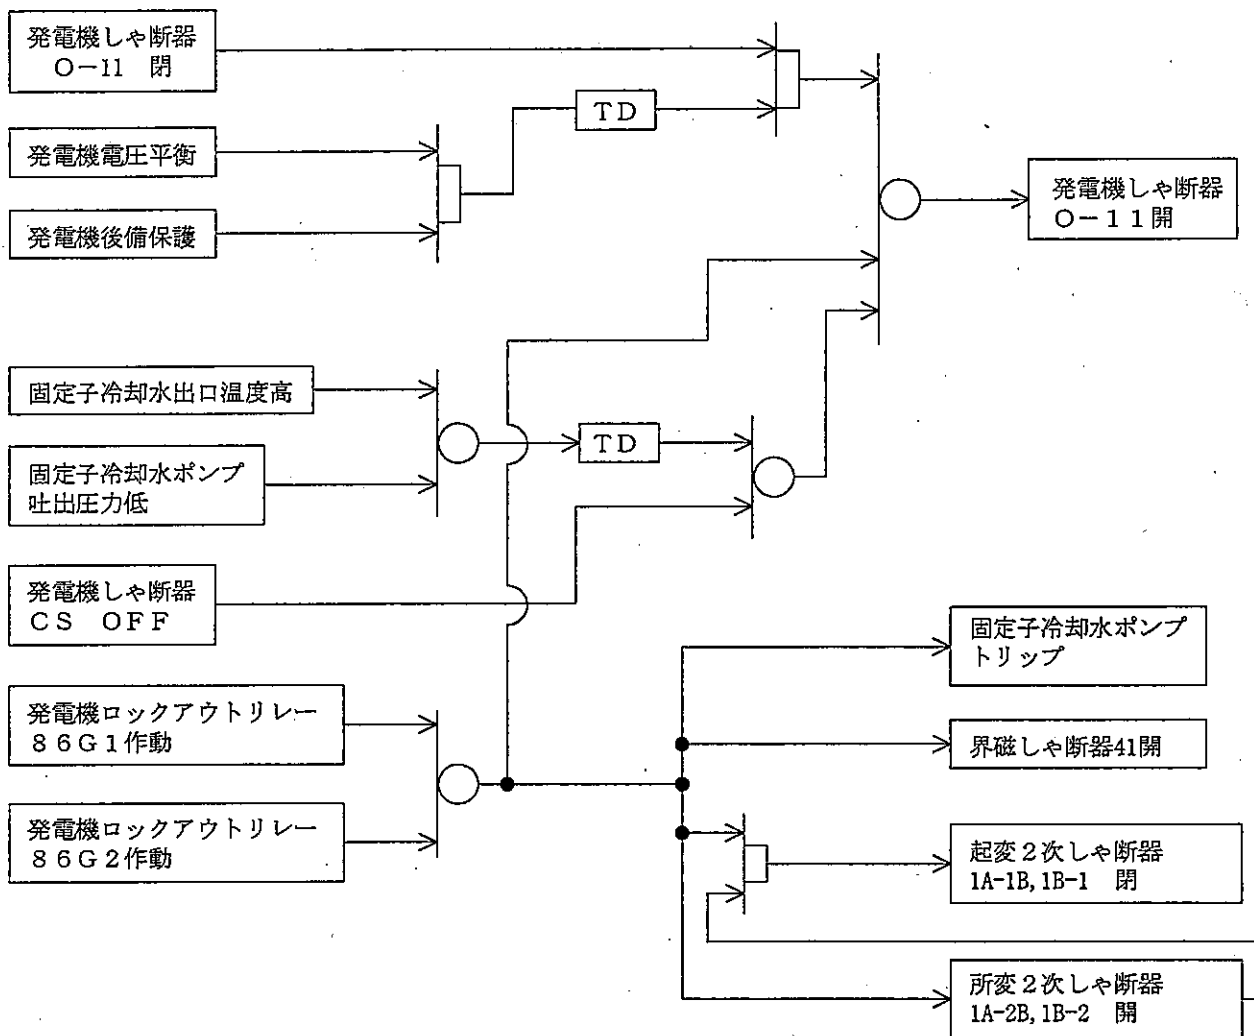 発電機しゃ断器
O-11 閉
TD
発電機電圧平衡
発電機後備保護
発電機しゃ断器
O-11開
固定子冷却水出口温度高
TD
固定子冷却水ポンプ
吐出圧力低
発電機しゃ断器
CS OFF
固定子冷却水ポンプ
トリップ
発電機ロックアウトリレー
86G1作動
界磁しゃ断器41開
発電機ロックアウトリレー
86G2作動
起変2次しゃ断器
1A-1B,1B-1 閉
所変2次しゃ断器
1A-2B,1B-2 開